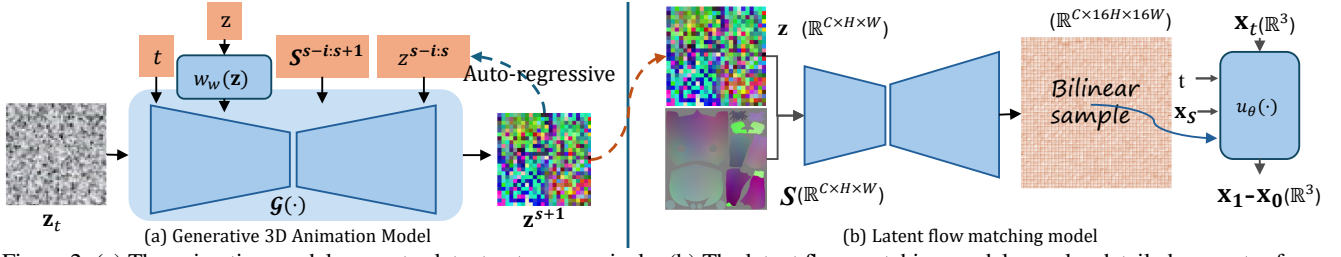 z
t
w_w(z)
S^{s-i:s+1}
z^{s-i:s}
Auto-regressive
z_t
G(·)
z^{s+1}
(a) Generative 3D Animation Model
z (ℝ^{C×H×W})
S(ℝ^{C×H×W})
(ℝ^{C×16H×16W})
Bilinear
sample
x_t(ℝ^3)
t
x_s
u_θ(·)
x_1-x_0(ℝ^3)
(b) Latent flow matching model